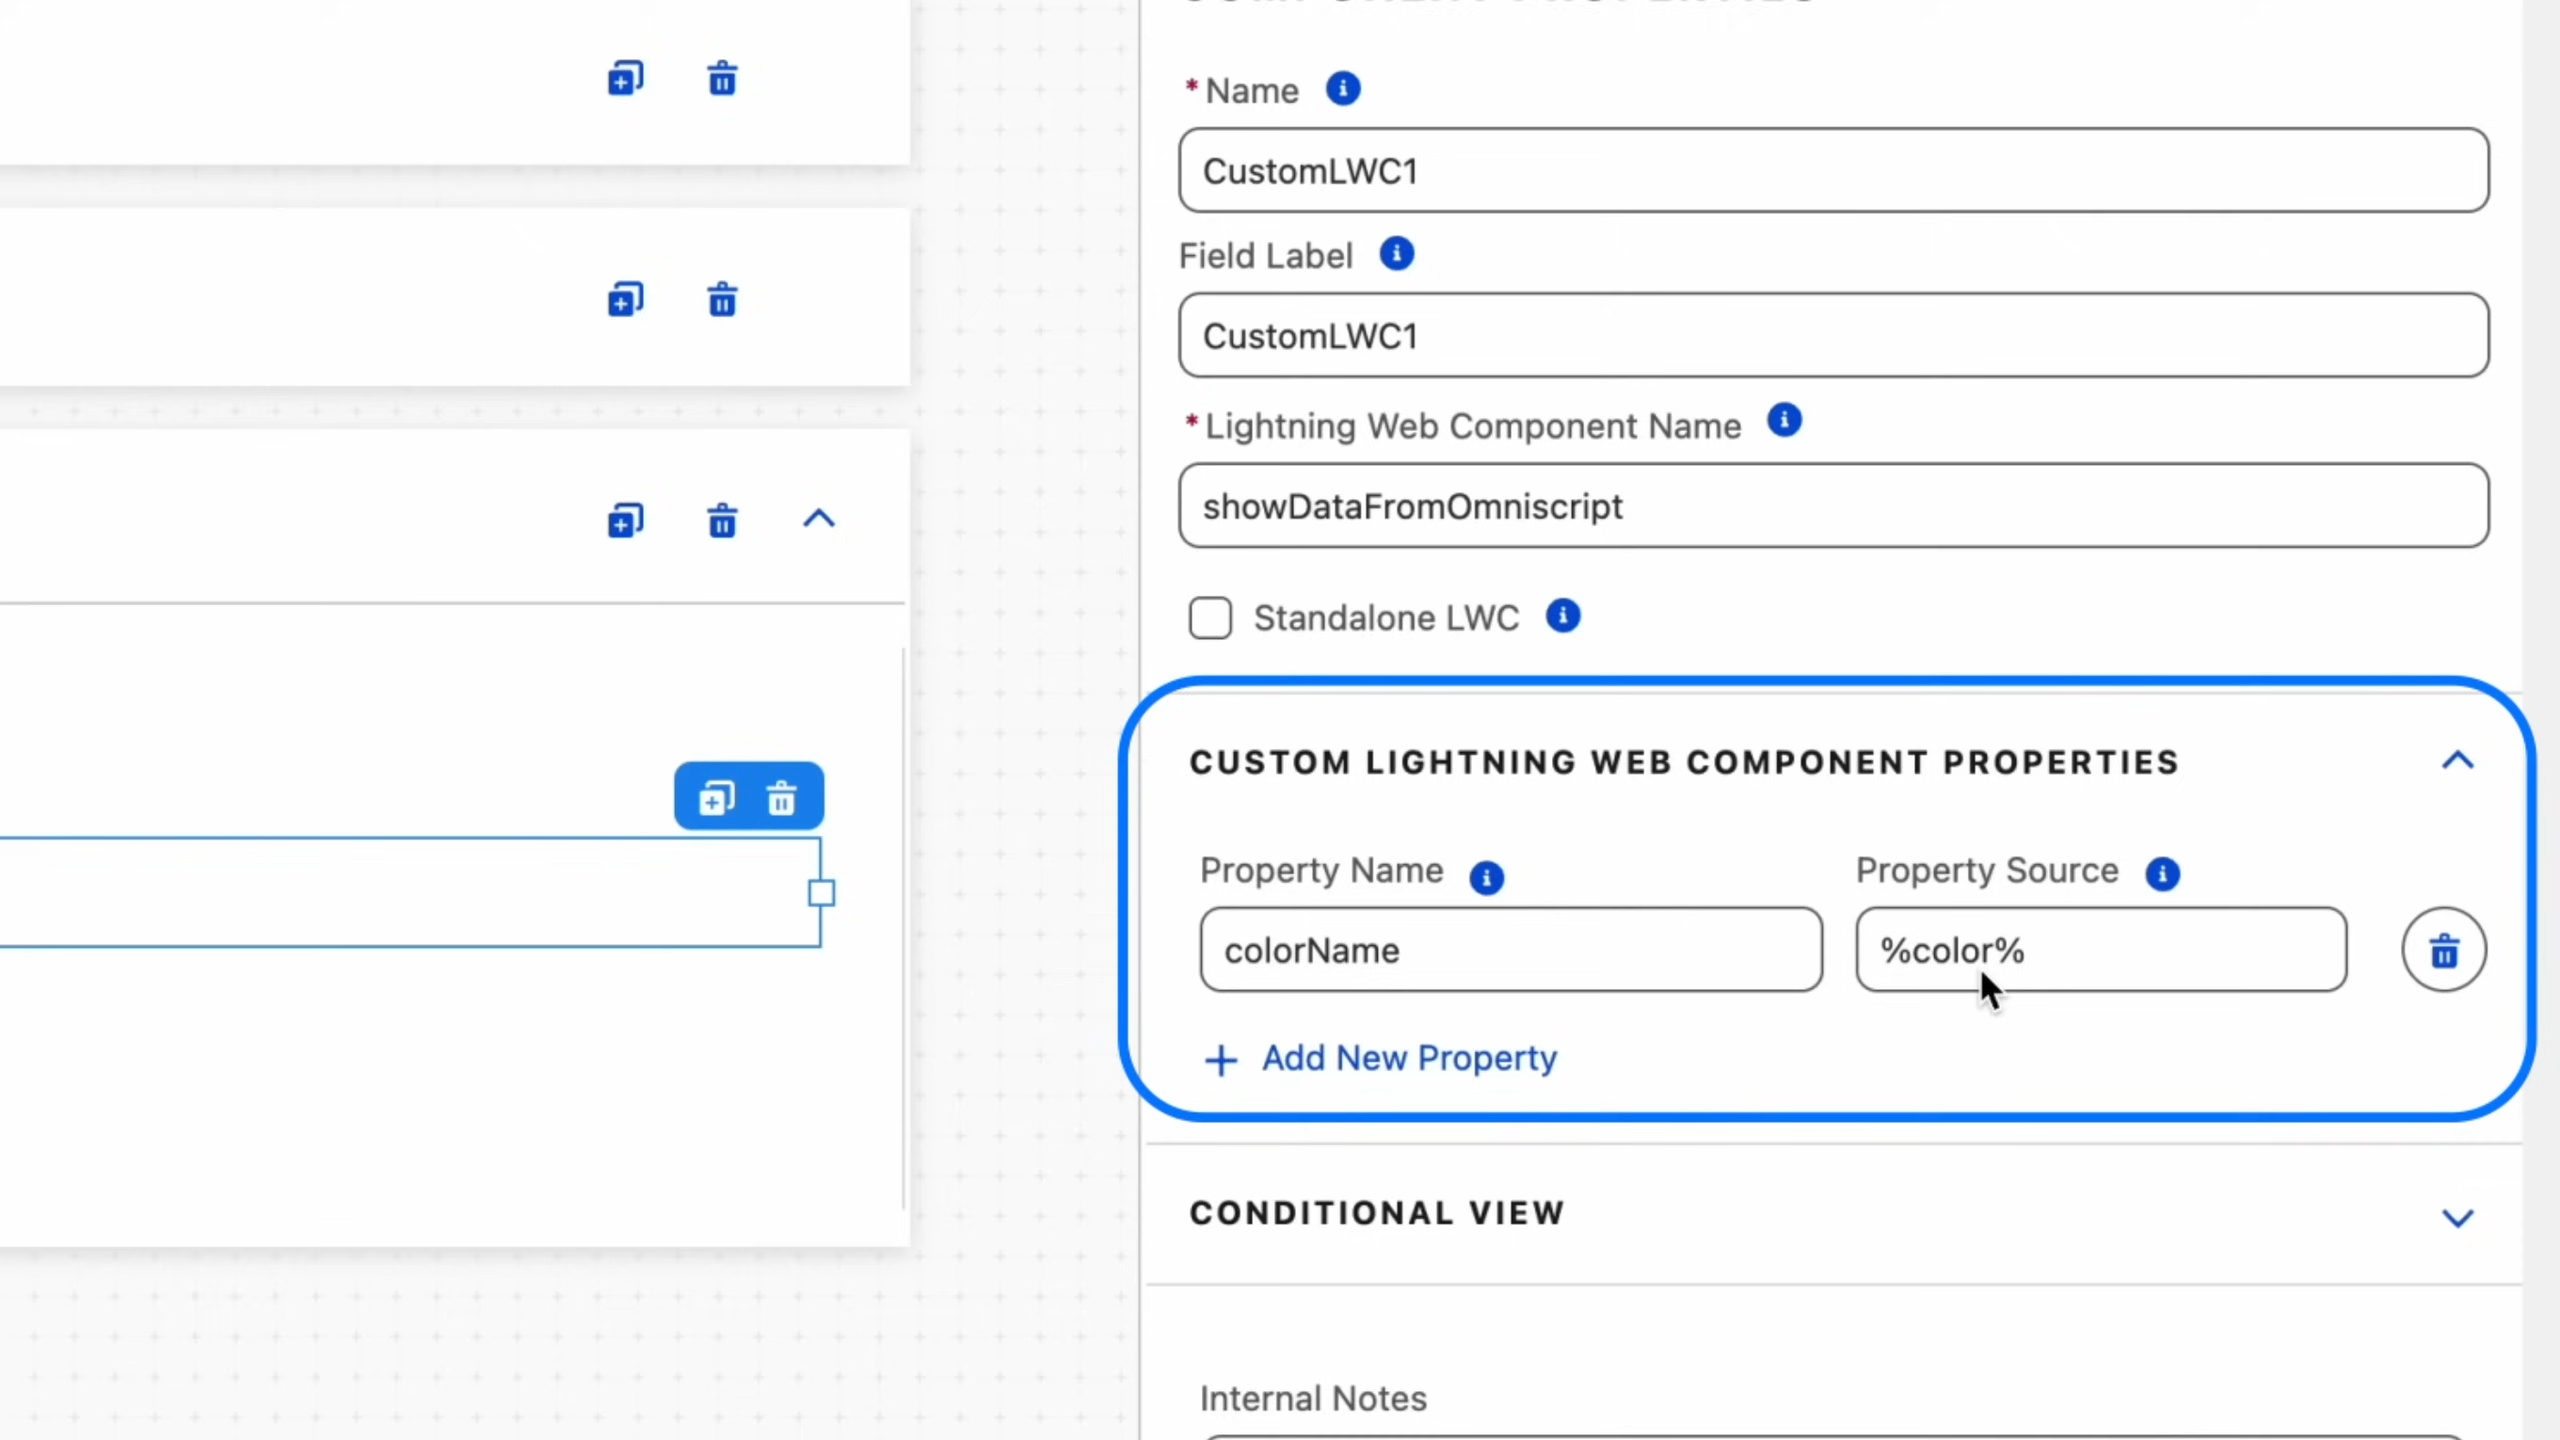 *Name
CustomLWC1
Field Label
CustomLWC1
*Lightning Web Component Name
showDataFromOmniscript
Standalone LWC
CUSTOM LIGHTNING WEB COMPONENT PROPERTIES
Property Name Property Source
colorName %color%
+ Add New Property
CONDITIONAL VIEW
Internal Notes